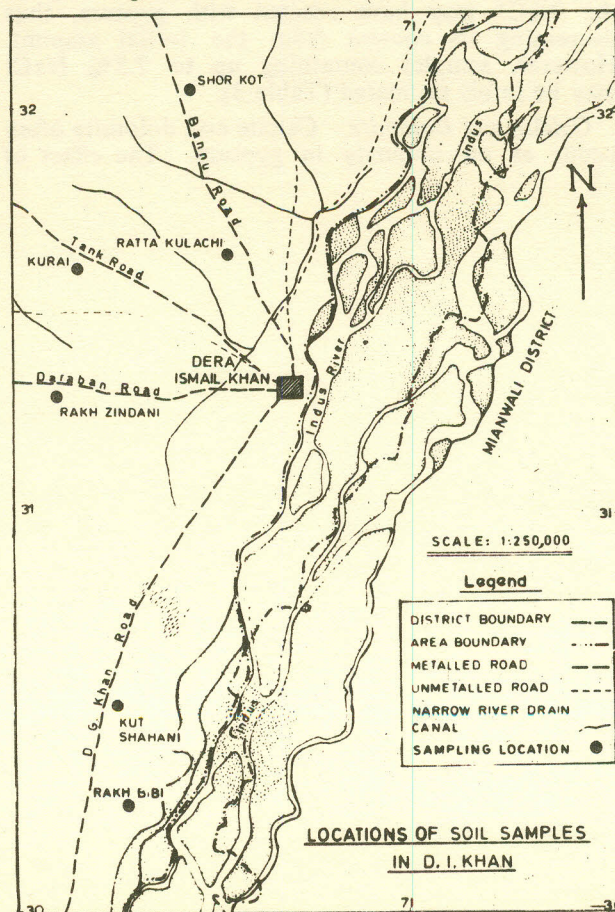 71
32
32
SHOR KOT
Bannu Road
Indus
N
RATTA KULACHI
KURAI
Tank Road
DERA
ISMAIL KHAN
Daraban Road
RAKH ZINDANI
Indus River
MIANWALI DISTRICT
31
31
SCALE: 1:250,000
Legend
DISTRICT BOUNDARY
AREA BOUNDARY
METALLED ROAD
UNMETALLED ROAD
NARROW RIVER DRAIN
CANAL
SAMPLING LOCATION
D. G. Khan Road
KUT
SHAHANI
Indus
RAKH BIBI
LOCATIONS OF SOIL SAMPLES
IN D. I. KHAN
30
71